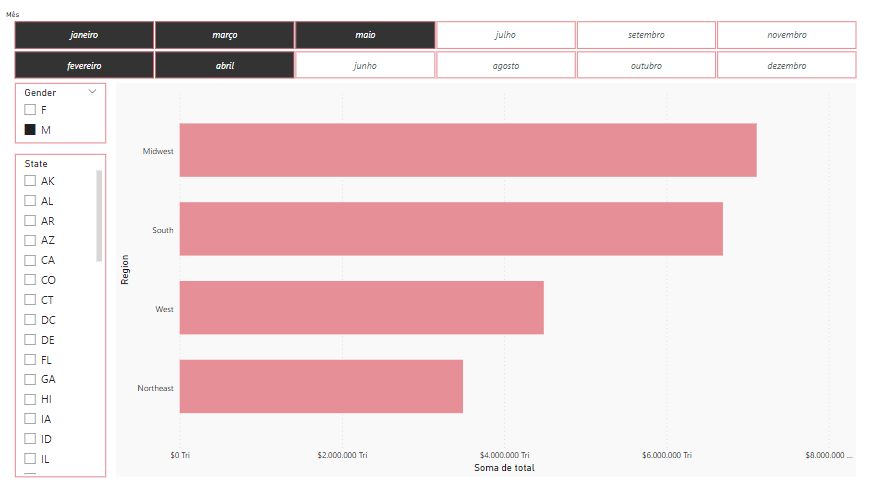 Mês
janeiro março maio julho setembro novembro
fevereiro abril junho agosto outubro dezembro
Gender
F
M
State
AK
AL
AR
AZ
CA
CO
CT
DC
DE
FL
GA
HI
IA
ID
IL
Region
Midwest
South
West
Northeast
$0 Tri $2.000.000 Tri $4.000.000 Tri $6.000.000 Tri $8.000.000 ...
Soma de total